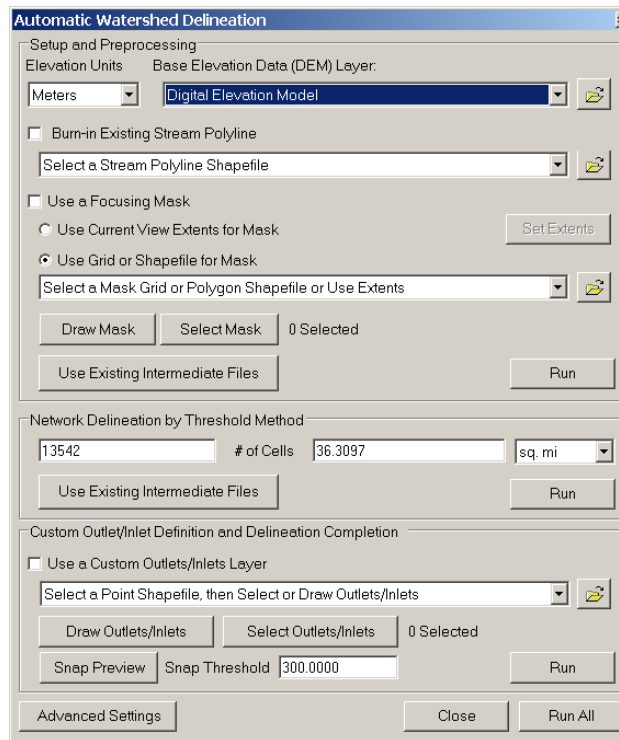 Automatic Watershed Delineation
Setup and Preprocessing
Elevation Units Base Elevation Data (DEM) Layer:
Meters Digital Elevation Model
Burn-in Existing Stream Polyline
Select a Stream Polyline Shapefile
Use a Focusing Mask
Use Current View Extents for Mask Set Extents
Use Grid or Shapefile for Mask
Select a Mask Grid or Polygon Shapefile or Use Extents
Draw Mask Select Mask 0 Selected
Use Existing Intermediate Files Run
Network Delineation by Threshold Method
13542 # of Cells 36.3097 sq. mi
Use Existing Intermediate Files Run
Custom Outlet/Inlet Definition and Delineation Completion
Use a Custom Outlets/Inlets Layer
Select a Point Shapefile, then Select or Draw Outlets/Inlets
Draw Outlets/Inlets Select Outlets/Inlets 0 Selected
Snap Preview Snap Threshold 300.0000 Run
Advanced Settings Close Run All